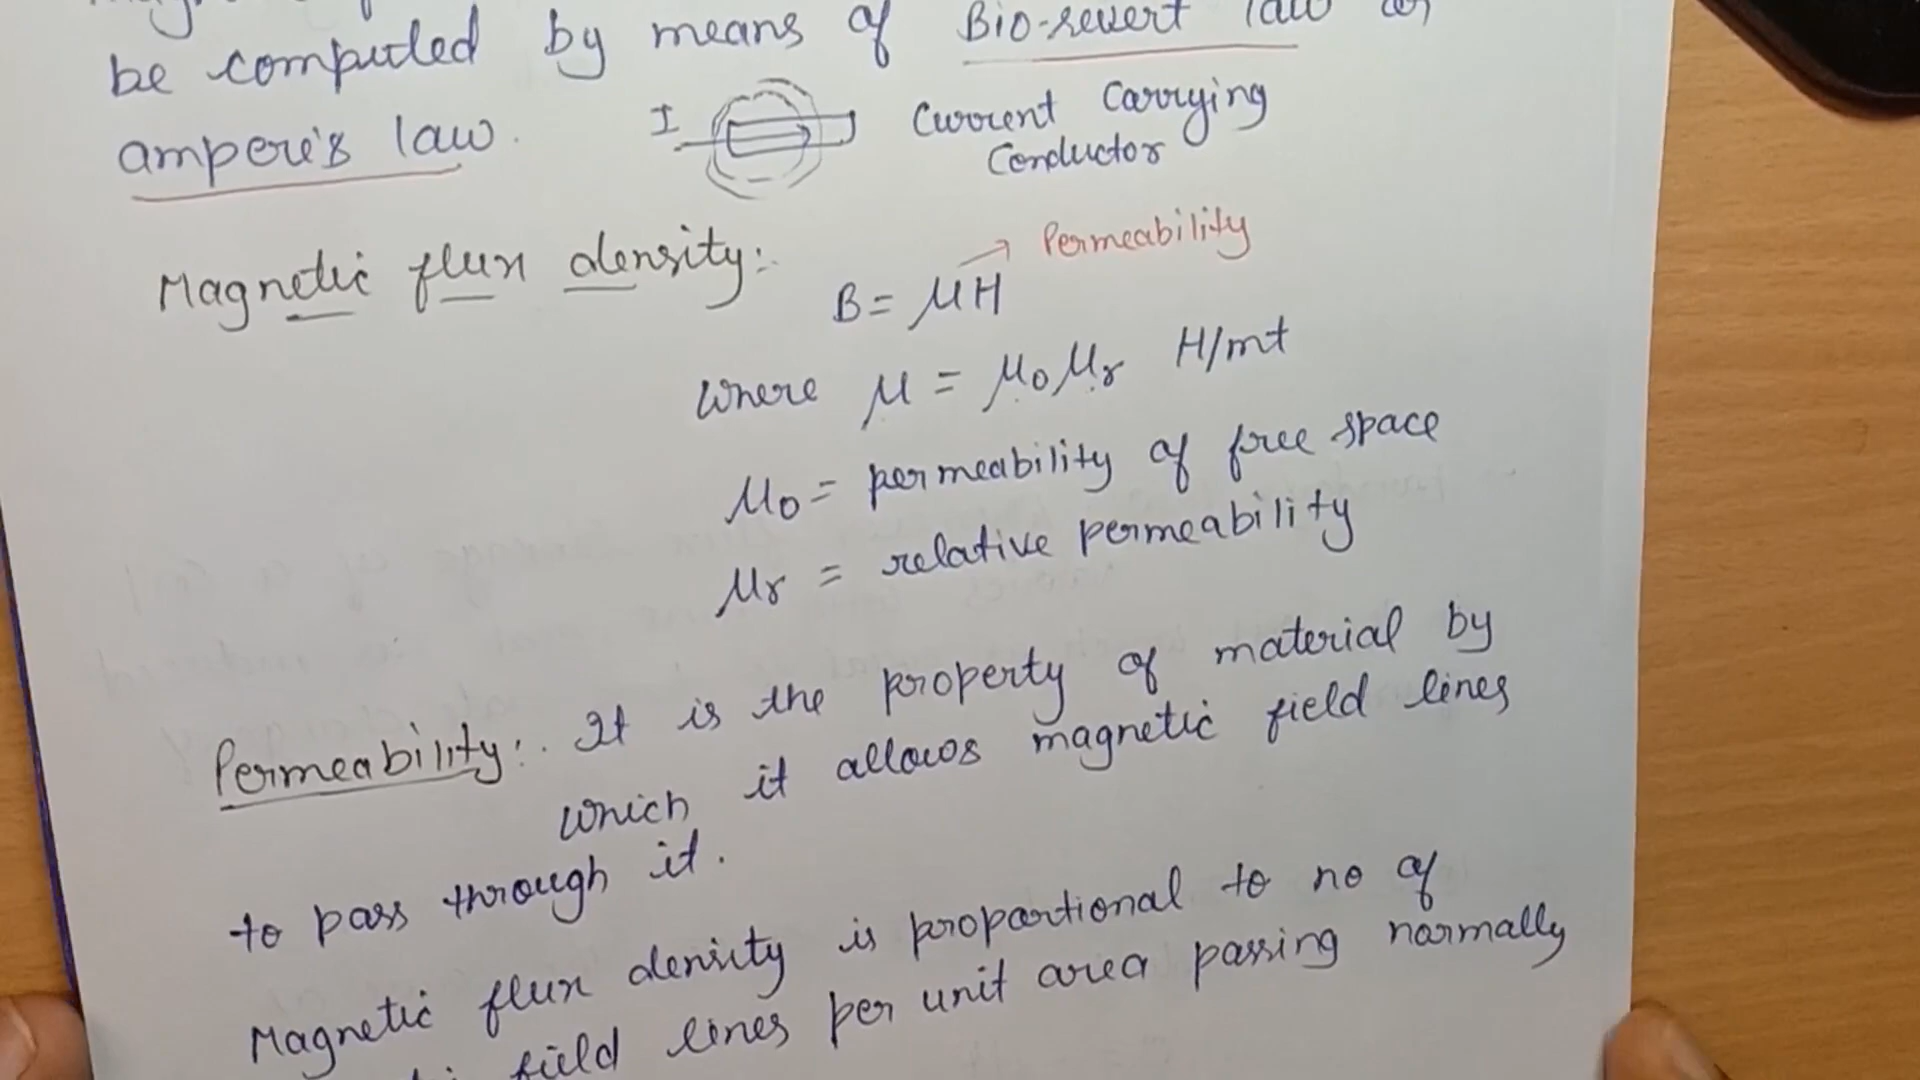 be computed by means of Bio-severt law or
ampere's law.
I
Current Carrying
Conductor
Magnetic flux density:
Permeability
B = μH
Where μ = μ0μr H/mt
μ0 = permeability of free space
μr = relative permeability
Permeability: It is the property of material by
which it allows magnetic field lines
to pass through it.
Magnetic flux density is proportional to no of
field lines per unit area passing normally